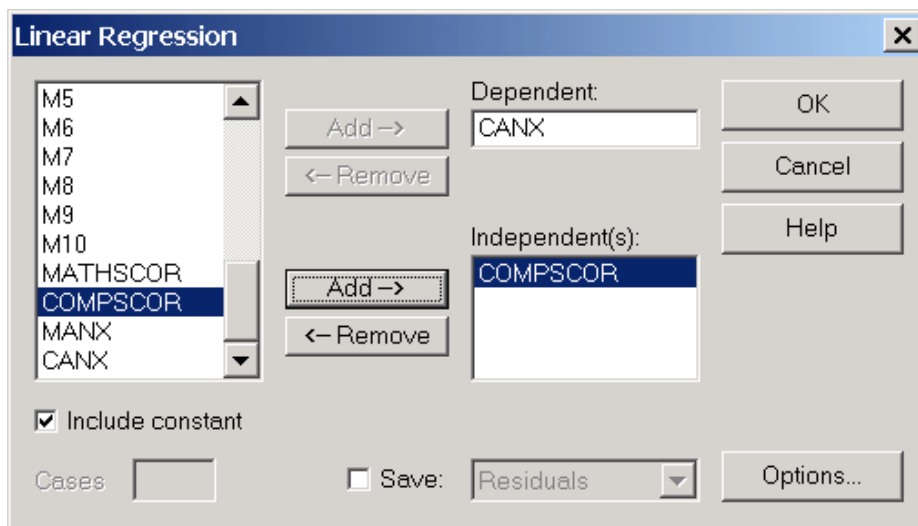 Linear Regression
M5
M6
M7
M8
M9
M10
MATHSCOR
COMPSCOR
MANX
CANX
Add –>
<– Remove
Add –>
<– Remove
Dependent:
CANX
Independent(s):
COMPSCOR
OK
Cancel
Help
Include constant
Cases
Save:
Residuals
Options...